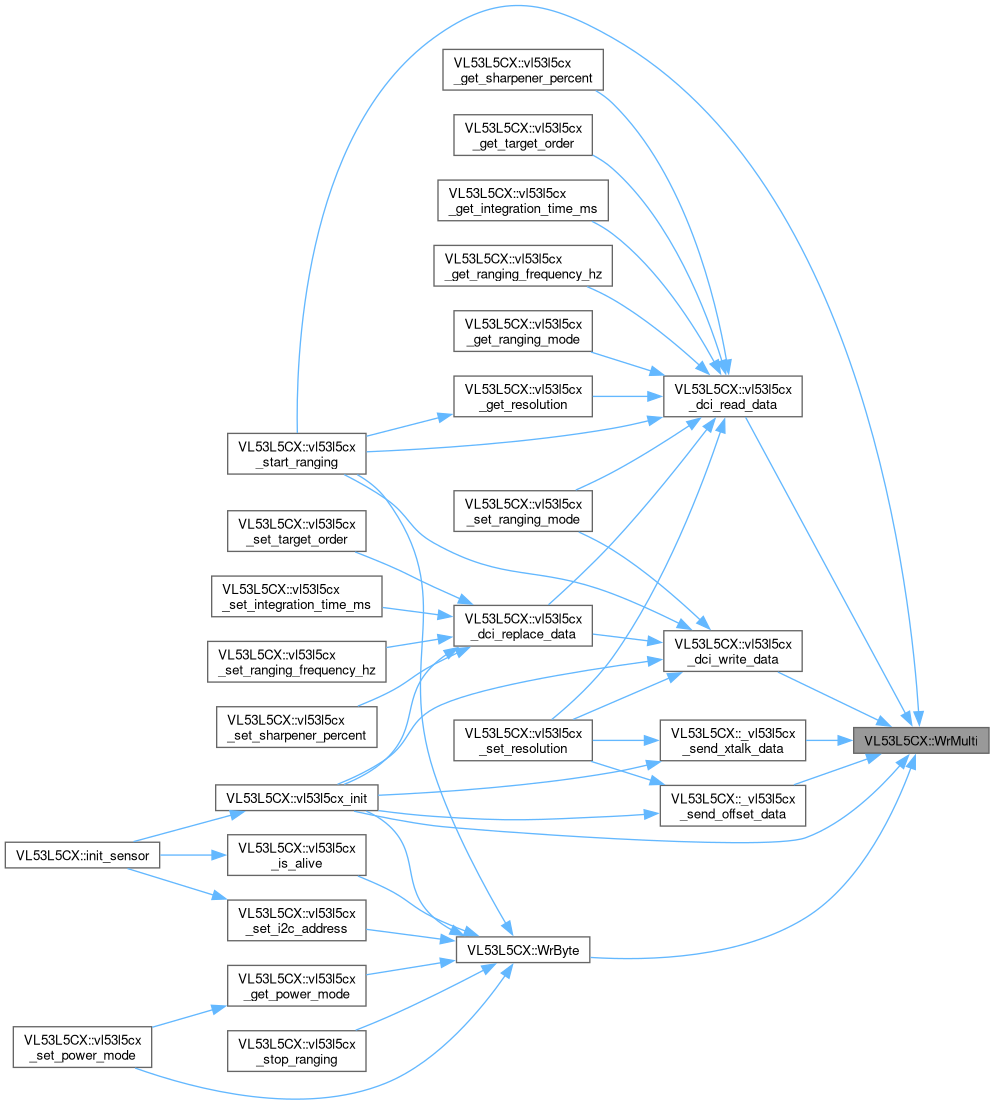 VL53L5CX::vl53l5cx
_get_sharpener_percent
VL53L5CX::vl53l5cx
_get_target_order
VL53L5CX::vl53l5cx
_get_integration_time_ms
VL53L5CX::vl53l5cx
_get_ranging_frequency_hz
VL53L5CX::vl53l5cx
_get_ranging_mode
VL53L5CX::vl53l5cx
_get_resolution
VL53L5CX::vl53l5cx
_dci_read_data
VL53L5CX::vl53l5cx
_start_ranging
VL53L5CX::vl53l5cx
_set_ranging_mode
VL53L5CX::vl53l5cx
_set_target_order
VL53L5CX::vl53l5cx
_set_integration_time_ms
VL53L5CX::vl53l5cx
_dci_replace_data
VL53L5CX::vl53l5cx
_dci_write_data
VL53L5CX::vl53l5cx
_set_ranging_frequency_hz
VL53L5CX::vl53l5cx
_set_sharpener_percent
VL53L5CX::vl53l5cx
_set_resolution
VL53L5CX::_vl53l5cx
_send_xtalk_data
VL53L5CX::WrMulti
VL53L5CX::vl53l5cx_init
VL53L5CX::_vl53l5cx
_send_offset_data
VL53L5CX::init_sensor
VL53L5CX::vl53l5cx
_is_alive
VL53L5CX::vl53l5cx
_set_i2c_address
VL53L5CX::WrByte
VL53L5CX::vl53l5cx
_get_power_mode
VL53L5CX::vl53l5cx
_set_power_mode
VL53L5CX::vl53l5cx
_stop_ranging